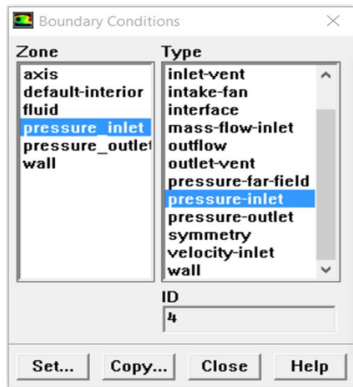 Boundary Conditions
Zone
axis
default-interior
fluid
pressure_inlet
pressure_outlet
wall
Type
inlet-vent
intake-fan
interface
mass-flow-inlet
outflow
outlet-vent
pressure-far-field
pressure-inlet
pressure-outlet
symmetry
velocity-inlet
wall
ID
4
Set... Copy... Close Help